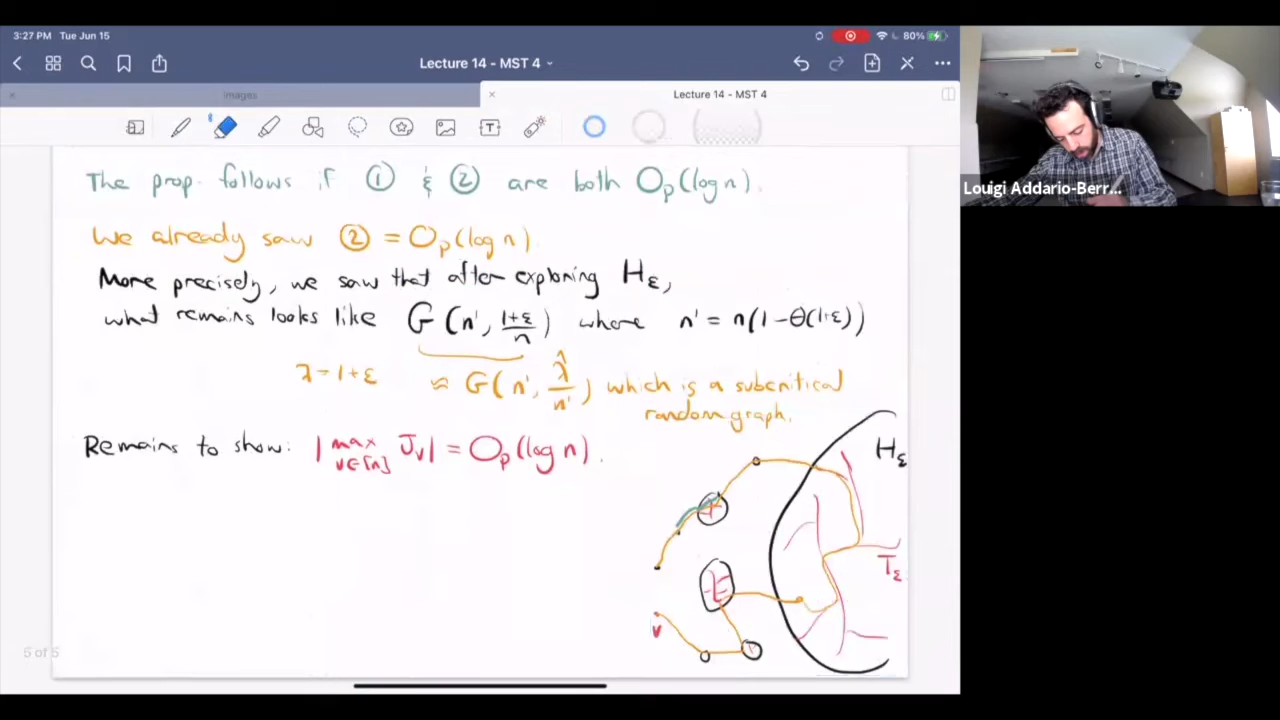 3:27 PM Tue Jun 15
80%
Lecture 14 - MST 4
Images
Lecture 14 - MST 4
Louigi Addario-Berr...
The prop. follows if ① & ② are both Oₚ(log n).
We already saw ② = Oₚ(log n)
More precisely, we saw that after exploring Hε,
what remains looks like G(n', (1+ε)/n) where n' = n(1-θ(1+ε))
λ = 1+ε ≈ G(n', λ̂/n') which is a subcritical
random graph.
Remains to show: |max v∈[n] Jv| = Oₚ(log n).
Hε
Tε
v
5 of 5